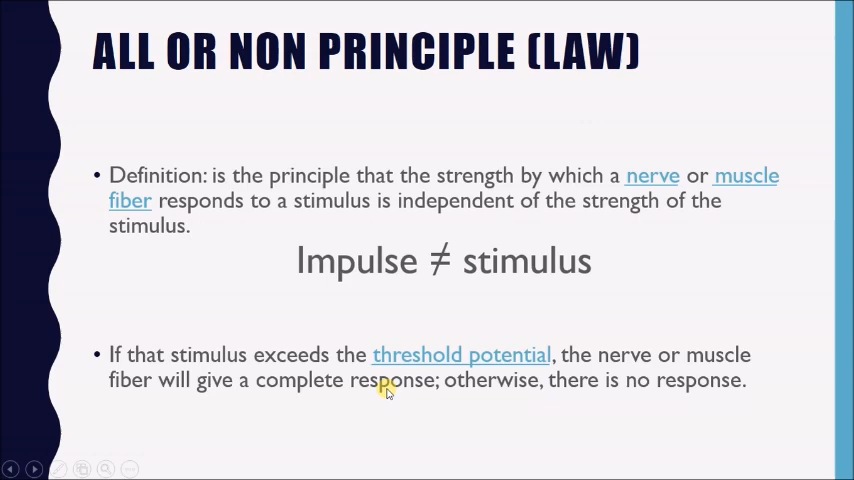 ALL OR NON PRINCIPLE (LAW)
• Definition: is the principle that the strength by which a nerve or muscle
fiber responds to a stimulus is independent of the strength of the
stimulus.
Impulse ≠ stimulus
• If that stimulus exceeds the threshold potential, the nerve or muscle
fiber will give a complete response; otherwise, there is no response.